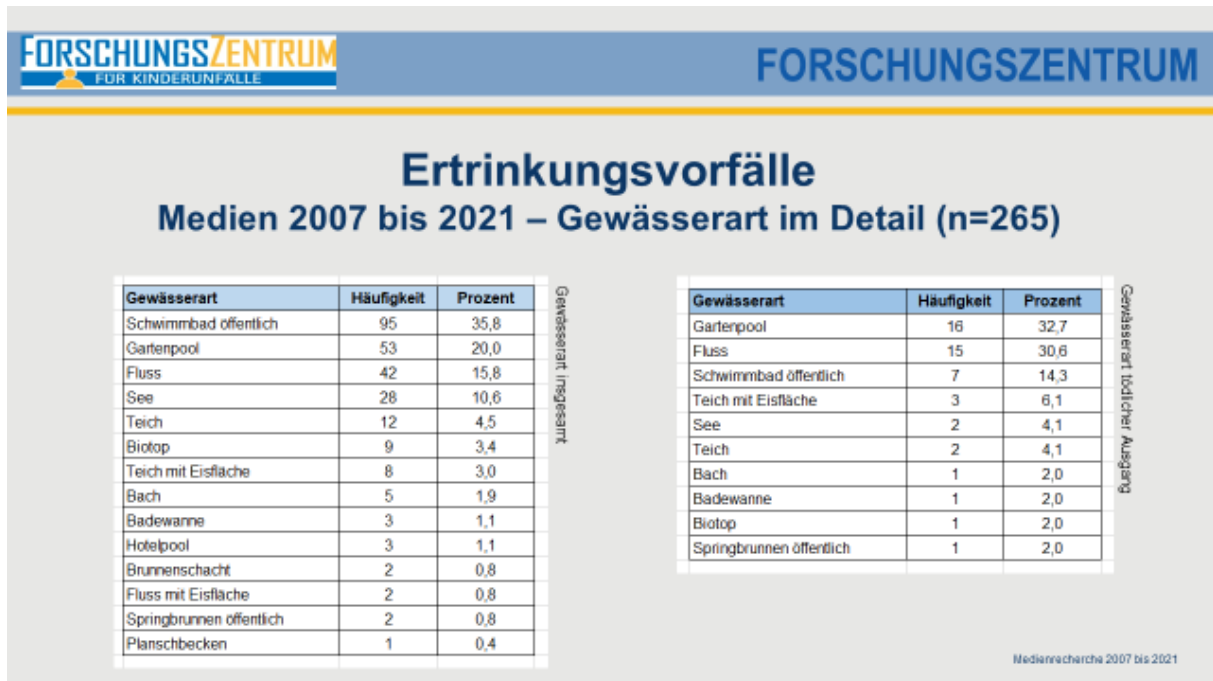 FORSCHUNGSZENTRUM
FÜR KINDERUNFÄLLE
FORSCHUNGSZENTRUM
Ertrinkungsvorfälle
Medien 2007 bis 2021 – Gewässerart im Detail (n=265)
Gewässerart Häufigkeit Prozent
Schwimmbad öffentlich 95 35,8
Gartenpool 53 20,0
Fluss 42 15,8
See 28 10,6
Teich 12 4,5
Biotop 9 3,4
Teich mit Eisfläche 8 3,0
Bach 5 1,9
Badewanne 3 1,1
Hotelpool 3 1,1
Brunnenschacht 2 0,8
Fluss mit Eisfläche 2 0,8
Springbrunnen öffentlich 2 0,8
Planschbecken 1 0,4
Gewässerart insgesamt
Gewässerart Häufigkeit Prozent
Gartenpool 16 32,7
Fluss 15 30,6
Schwimmbad öffentlich 7 14,3
Teich mit Eisfläche 3 6,1
See 2 4,1
Teich 2 4,1
Bach 1 2,0
Badewanne 1 2,0
Biotop 1 2,0
Springbrunnen öffentlich 1 2,0
Gewässerart tödlicher Ausgang
Medienrecherche 2007 bis 2021